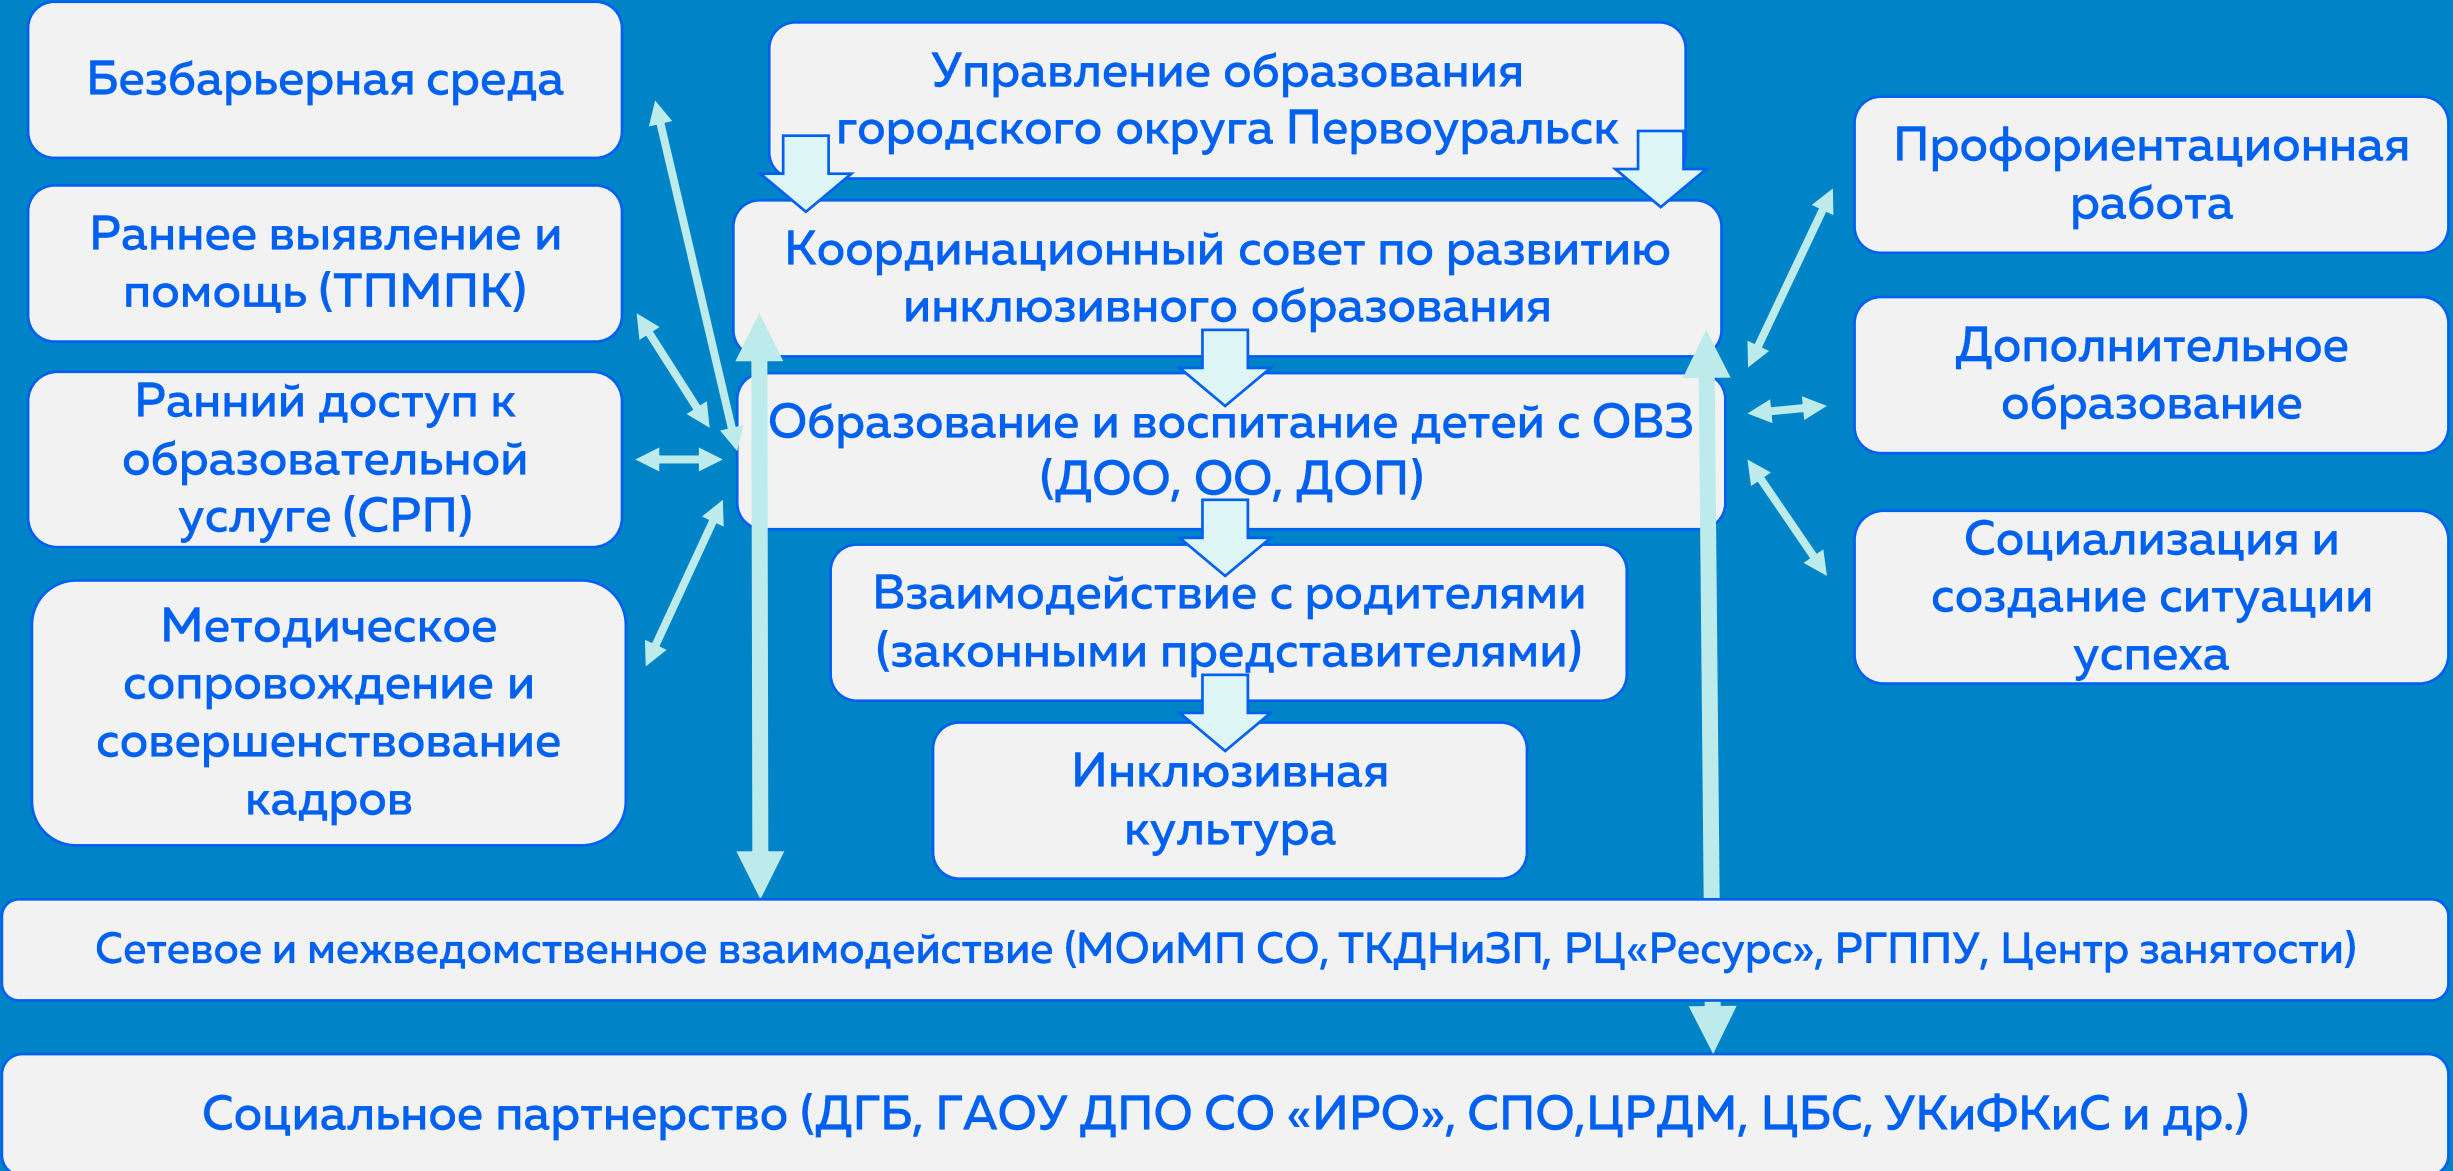 Безбарьерная среда
Раннее выявление и
помощь (ТПМПК)
Ранний доступ к
образовательной
услуге (СРП)
Методическое
сопровождение и
совершенствование
кадров
Управление образования
городского округа Первоуральск
Координационный совет по развитию
инклюзивного образования
Образование и воспитание детей с ОВЗ
(ДОО, ОО, ДОП)
Взаимодействие с родителями
(законными представителями)
Инклюзивная
культура
Профориентационная
работа
Дополнительное
образование
Социализация и
создание ситуации
успеха
Сетевое и межведомственное взаимодействие (МОиМП СО, ТКДНиЗП, РЦ«Ресурс», РГППУ, Центр занятости)
Социальное партнерство (ДГБ, ГАОУ ДПО СО «ИРО», СПО,ЦРДМ, ЦБС, УКиФКиС и др.)